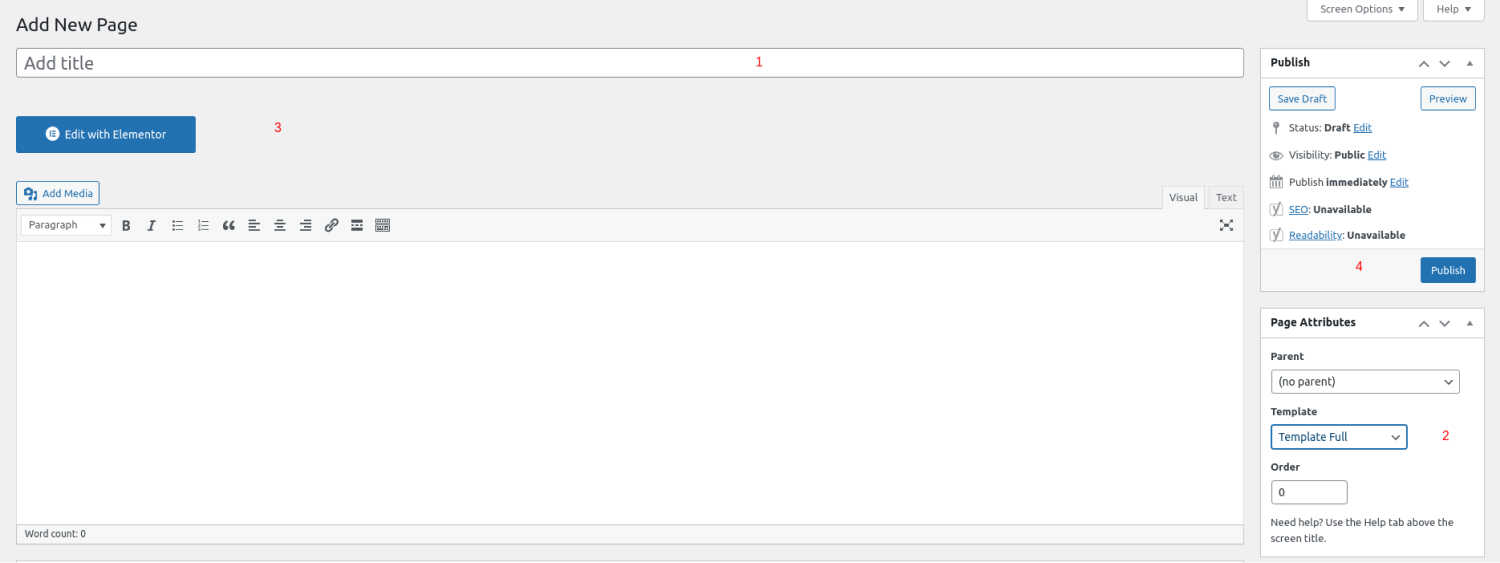 Screen Options
Help
Add New Page
Add title
1
Publish
Save Draft
Preview
Edit with Elementor
3
Status: Draft Edit
Visibility: Public Edit
Publish immediately Edit
Add Media
Visual
Text
SEO: Unavailable
Paragraph
B I
Readability: Unavailable
4
Publish
Page Attributes
Parent
(no parent)
Template
Template Full
2
Order
0
Need help? Use the Help tab above the
screen title.
Word count: 0